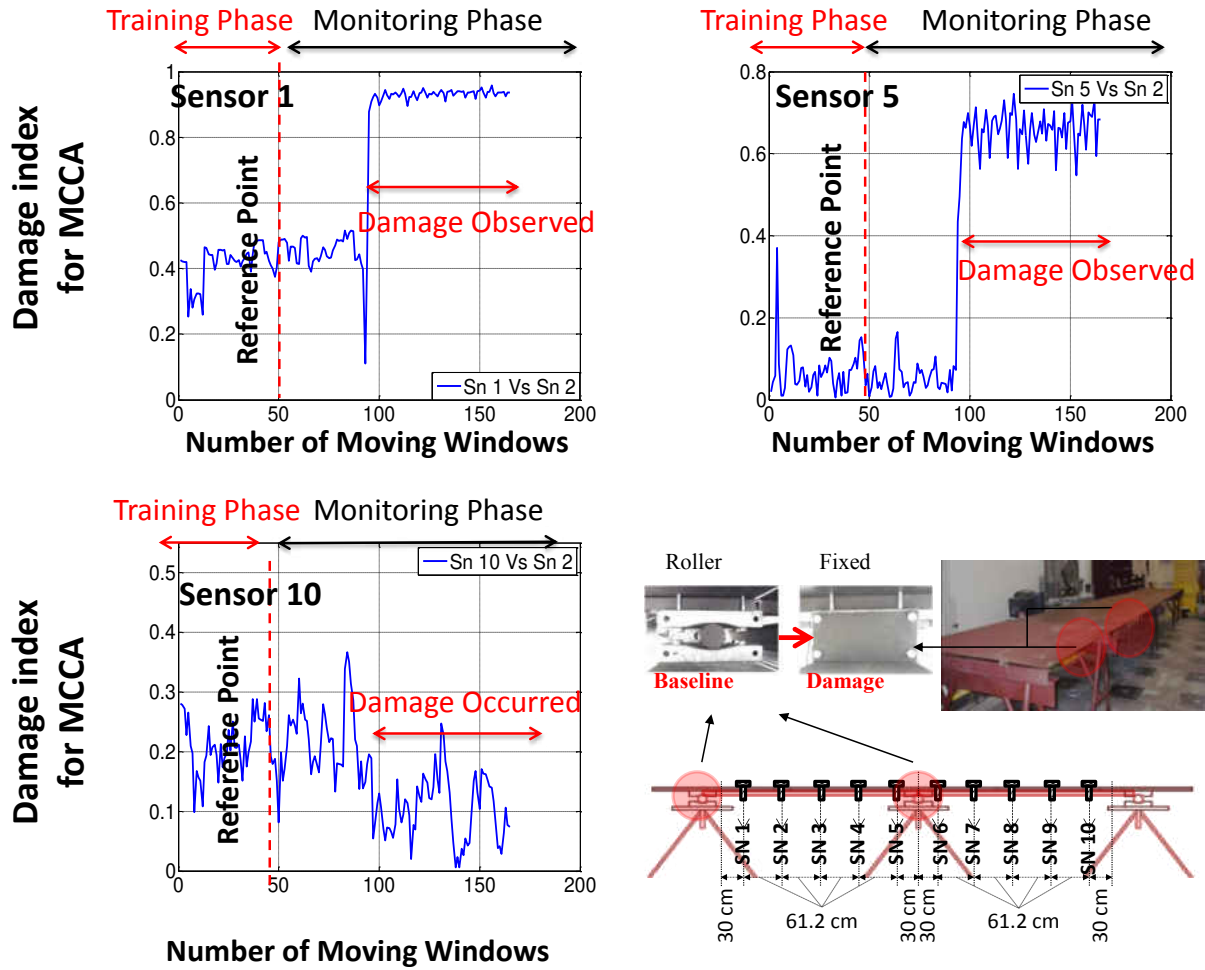 Training Phase
Monitoring Phase
Damage index
for MCCA
1
0.8
0.6
0.4
0.2
0
Sensor 1
Reference Point
Damage Observed
Sn 1 Vs Sn 2
0
50
100
150
200
Number of Moving Windows
Training Phase
Monitoring Phase
0.8
0.6
0.4
0.2
0
Sensor 5
Sn 5 Vs Sn 2
Reference Point
Damage Observed
0
50
100
150
200
Number of Moving Windows
Training Phase
Monitoring Phase
Damage index
for MCCA
0.5
0.4
0.3
0.2
0.1
0
Sn 10 Vs Sn 2
Sensor 10
Reference Point
Damage Occurred
0
50
100
150
200
Number of Moving Windows
Roller
Fixed
Baseline
Damage
SN 1
SN 2
SN 3
SN 4
SN 5
SN 6
SN 7
SN 8
SN 9
SN 10
30 cm
61.2 cm
30 cm
30 cm
61.2 cm
30 cm